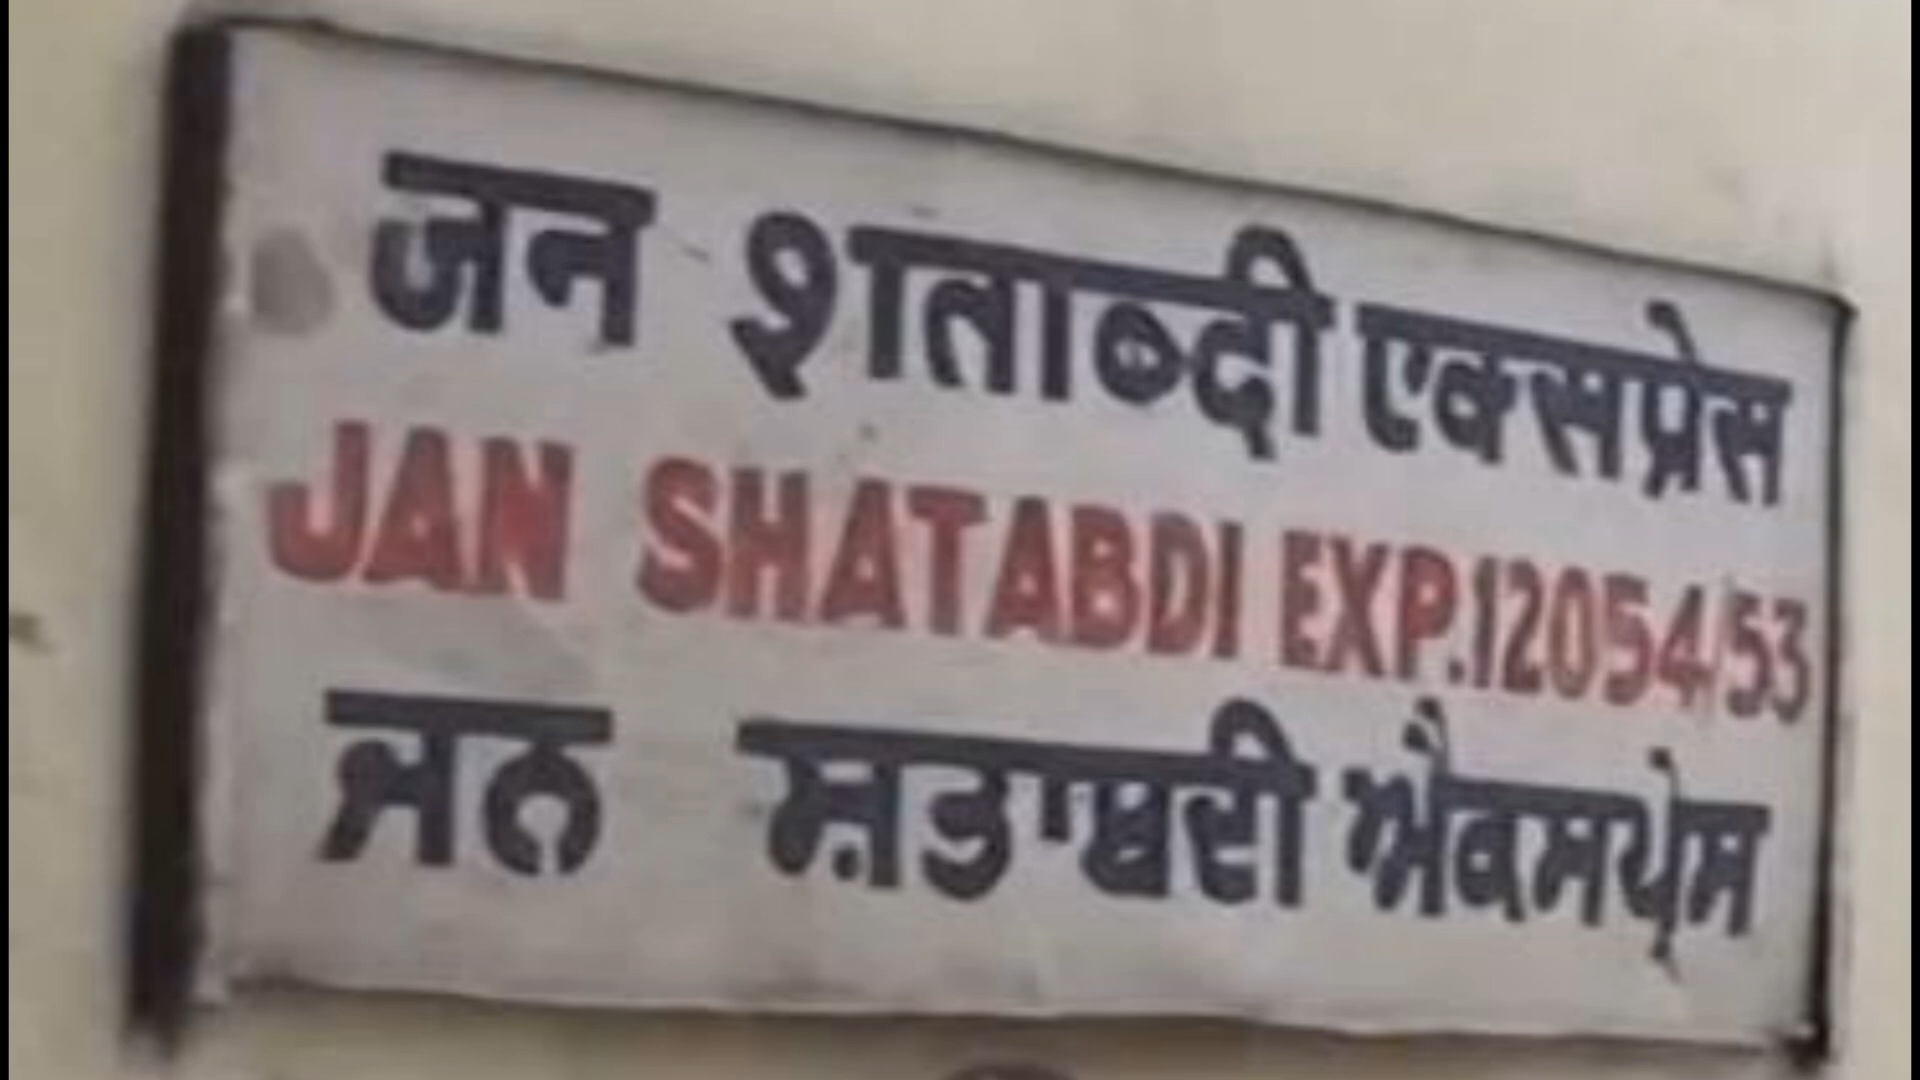 जन शताब्दी एक्सप्रेस
JAN SHATABDI EXP.12054/53
ਜਨ ਸ਼ਤਾਬਦੀ ਐਕਸਪ੍ਰੇਸ